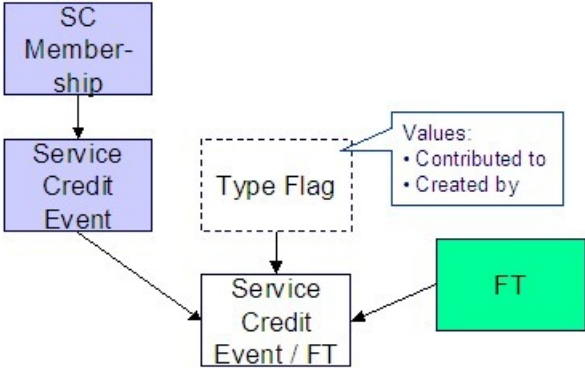 SC
Member-
ship
Service
Credit
Event
Type Flag
Values:
• Contributed to
• Created by
Service
Credit
Event / FT
FT